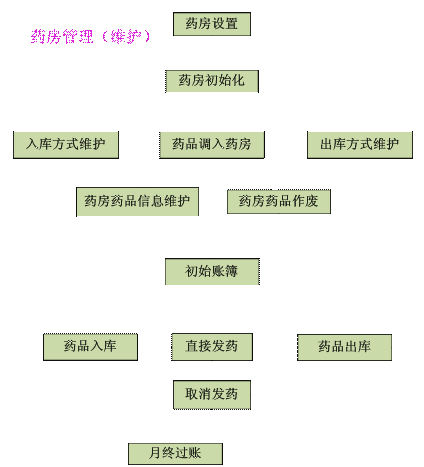 药房设置
药房管理（维护）
药房初始化
入库方式维护
药品调入药房
出库方式维护
药房药品信息维护
药房药品作废
初始账簿
药品入库
直接发药
药品出库
取消发药
月终过账